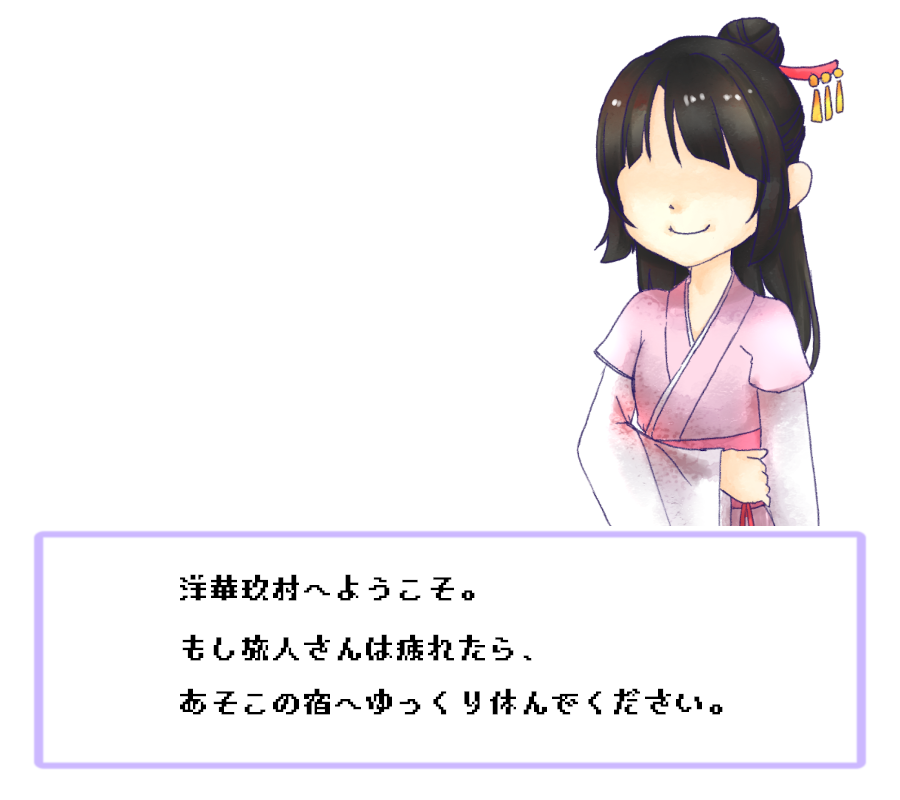 洋華玖村へようこそ。
もし旅人さんは疲れたら、
あそこの宿へゆっくり休んでください。